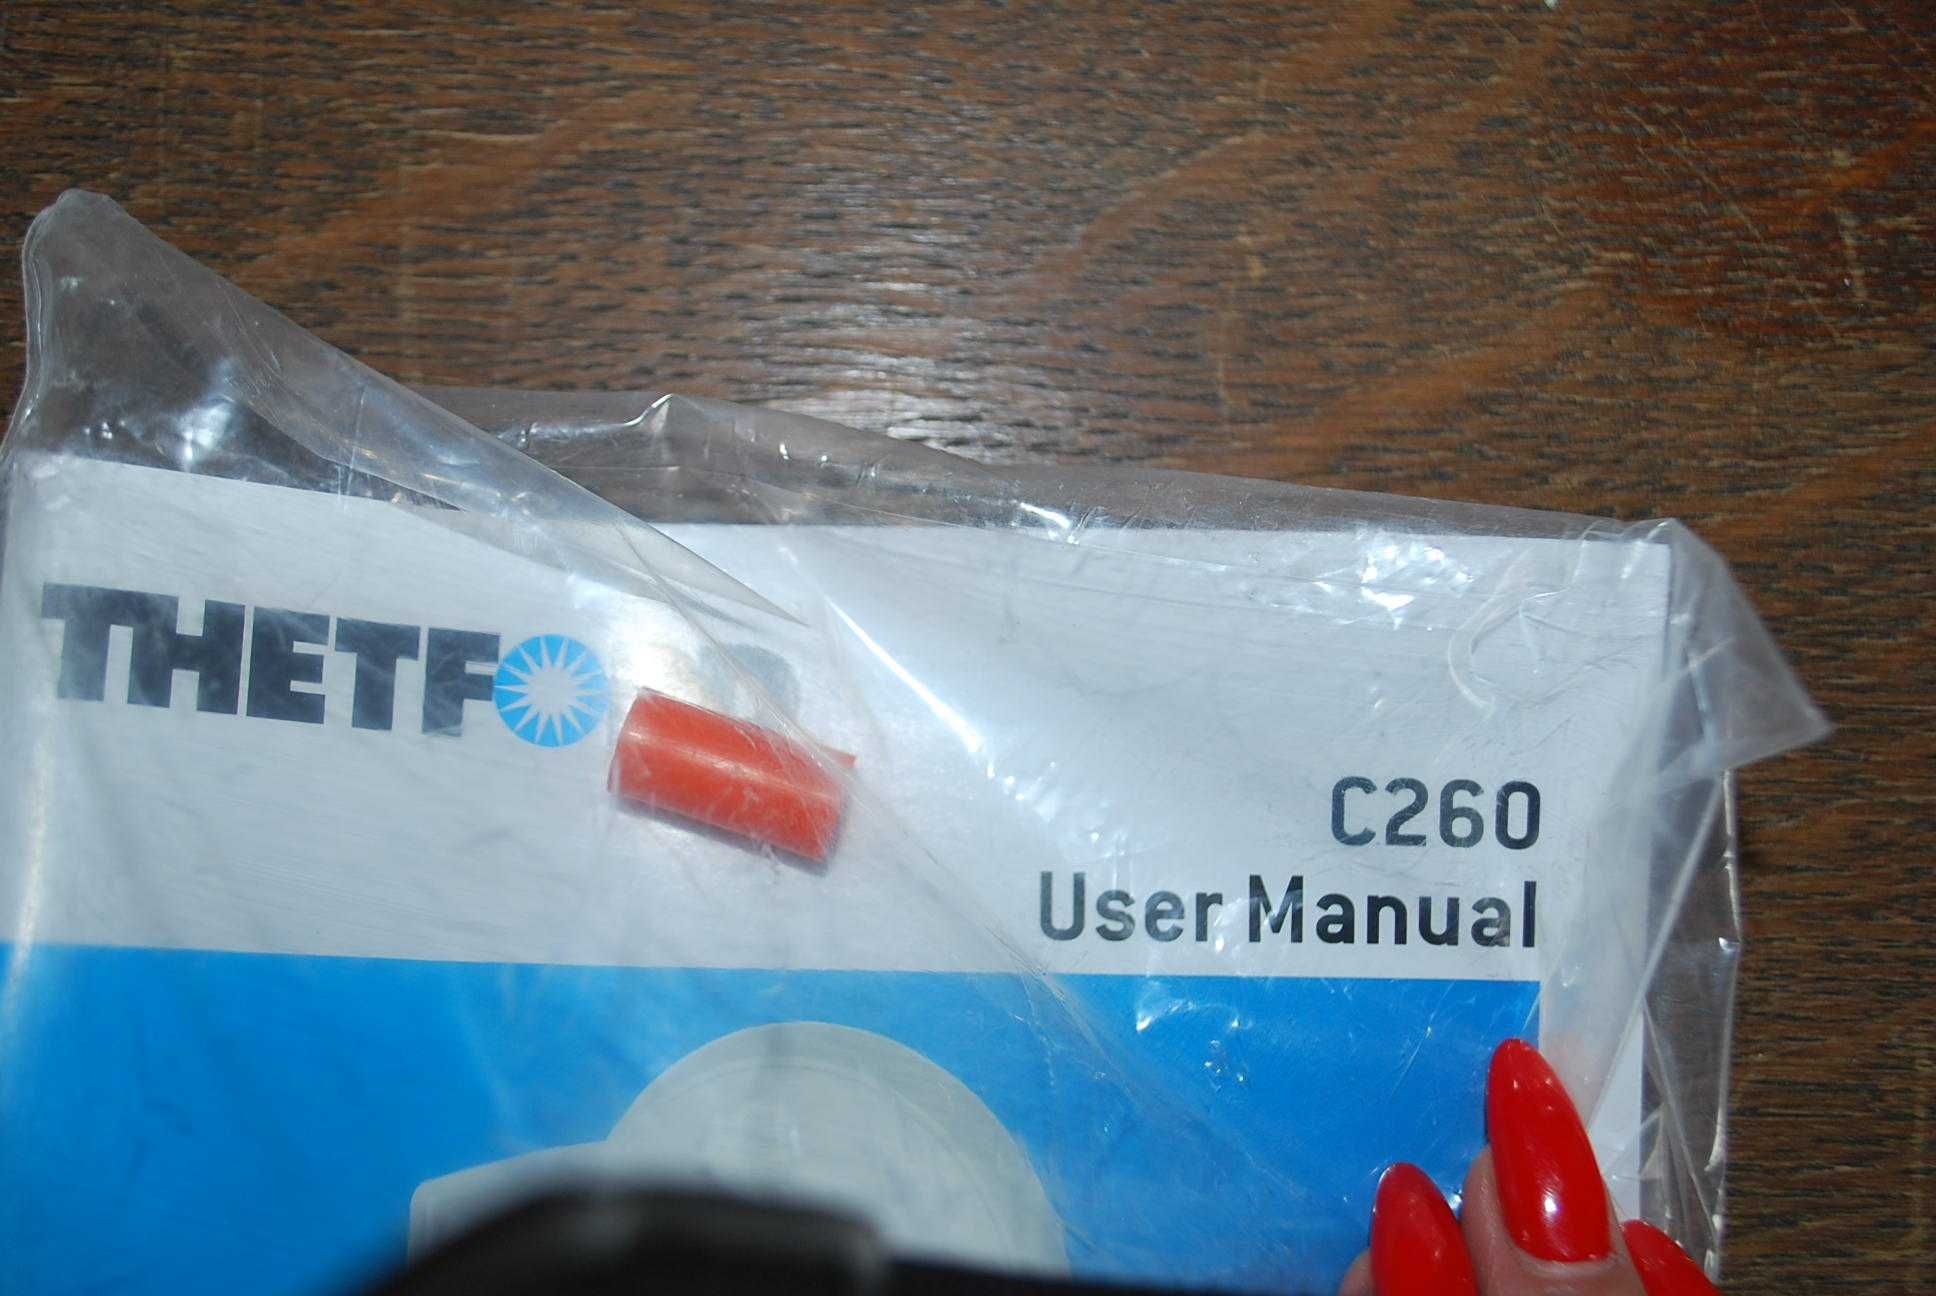 THETF
C260
User Manual